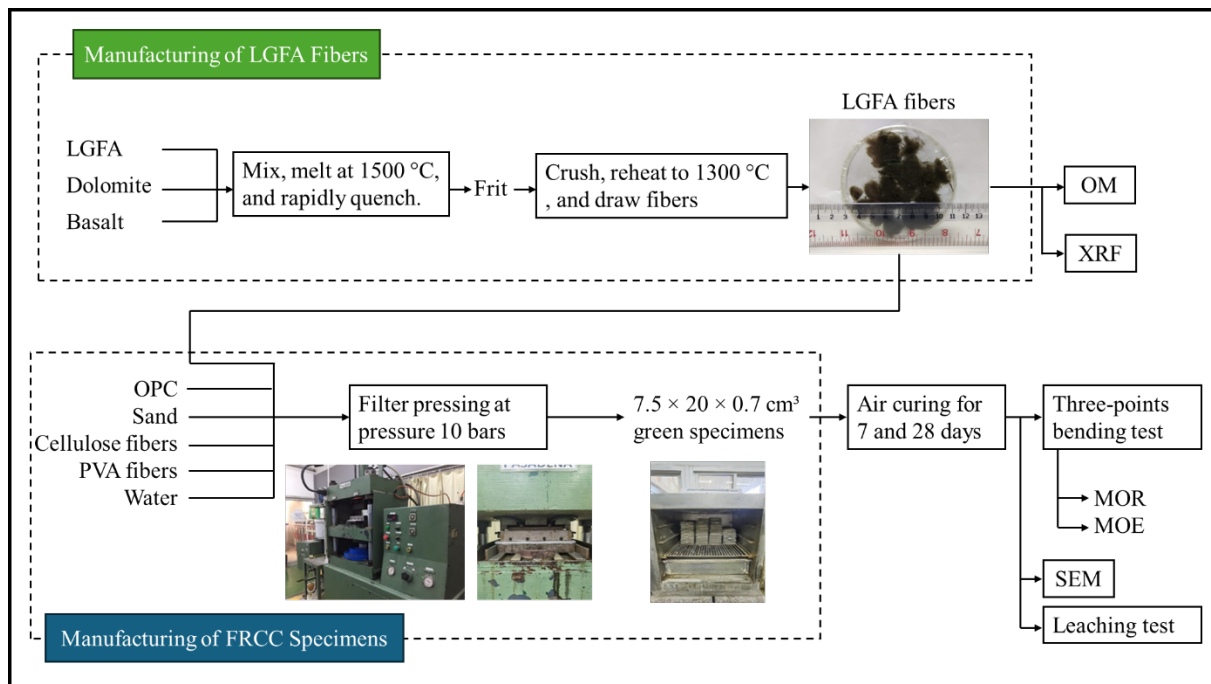 Manufacturing of LGFA Fibers
LGFA fibers
LGFA
Dolomite
Basalt
Mix, melt at 1500 °C,
and rapidly quench.
Frit
Crush, reheat to 1300 °C
, and draw fibers
OM
XRF
OPC
Sand
Cellulose fibers
PVA fibers
Water
Filter pressing at
pressure 10 bars
7.5 × 20 × 0.7 cm³
green specimens
Air curing for
7 and 28 days
Three-points
bending test
MOR
MOE
SEM
Leaching test
PASADENA
Manufacturing of FRCC Specimens